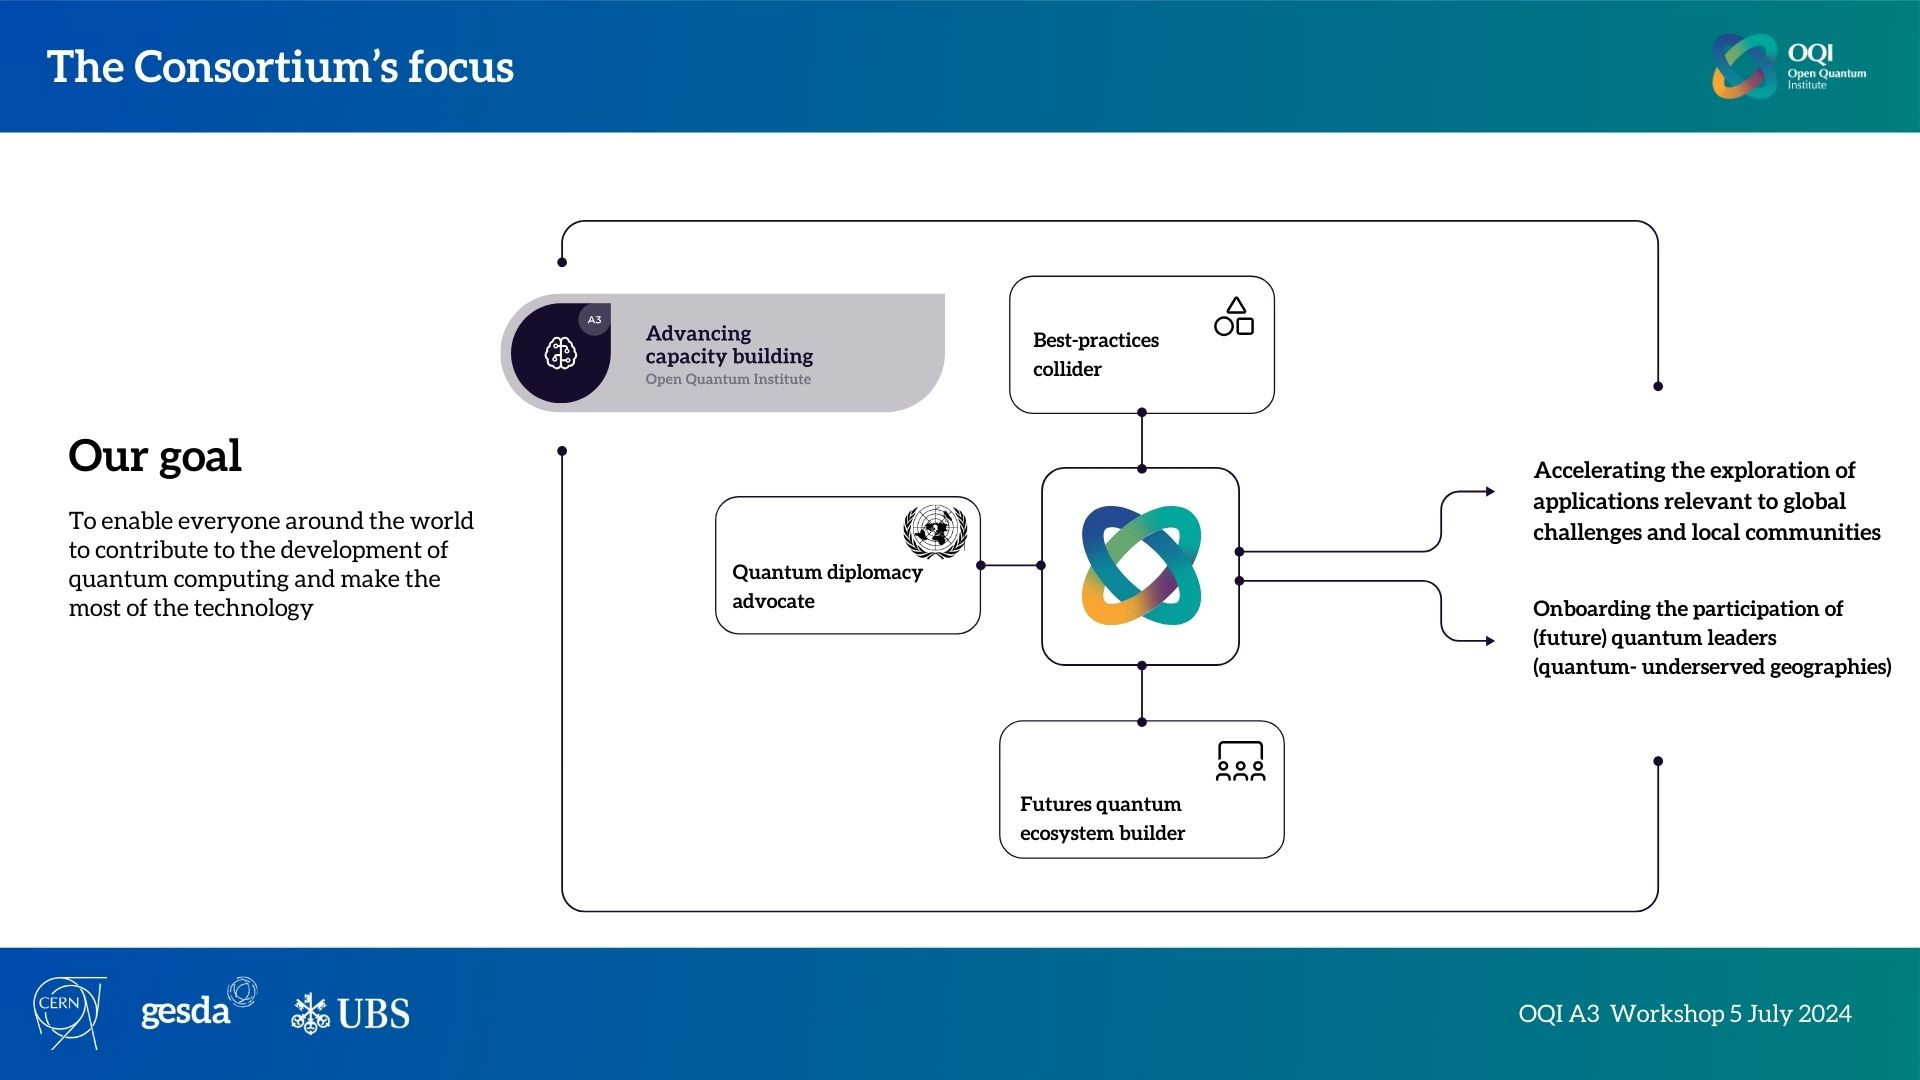 The Consortium's focus
OQI
Open Quantum
Institute
A3
Advancing
capacity building
Open Quantum Institute
Best-practices
collider
Our goal
To enable everyone around the world
to contribute to the development of
quantum computing and make the
most of the technology
Quantum diplomacy
advocate
Accelerating the exploration of
applications relevant to global
challenges and local communities
Onboarding the participation of
(future) quantum leaders
(quantum- underserved geographies)
Futures quantum
ecosystem builder
CERN
gesda
UBS
OQI A3  Workshop 5 July 2024